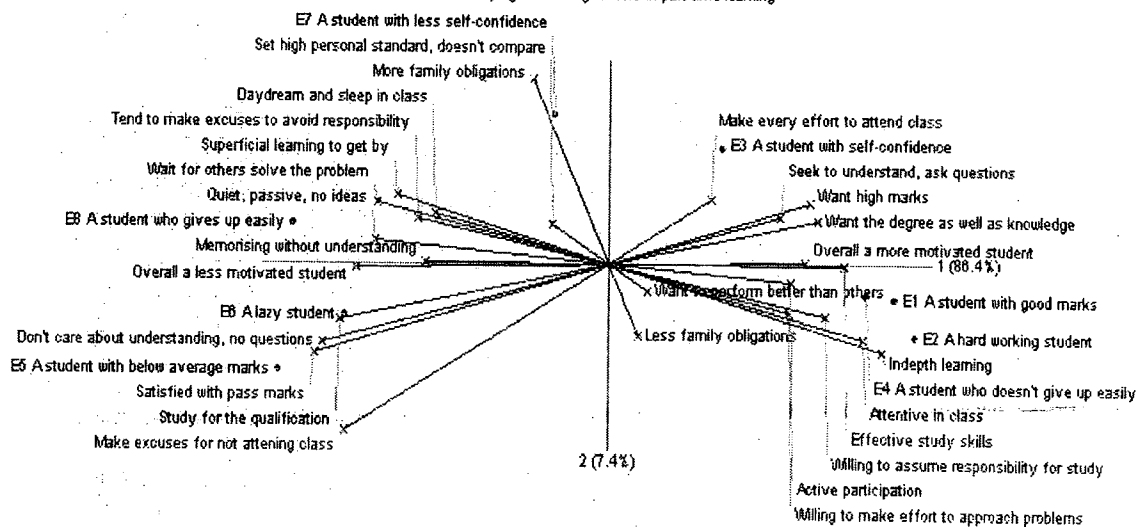 part-time learning
E7 A student with less self-confidence
Set high personal standard, doesn't compare
More family obligations
Daydream and sleep in class
Tend to make excuses to avoid responsibility
Superficial learning to get by
Wait for others solve the problem
Quiet, passive, no ideas
E8 A student who gives up easily
Memorising without understanding
Overall a less motivated student
E6 A lazy student
Don't care about understanding, no questions
E5 A student with below average marks
Satisfied with pass marks
Study for the qualification
Make excuses for not attening class
Make every effort to attend class
E3 A student with self-confidence
Seek to understand, ask questions
Want high marks
Want the degree as well as knowledge
Overall a more motivated student
1 (86.4%)
Want to perform better than others
E1 A student with good marks
Less family obligations
E2 A hard working student
Indepth learning
E4 A student who doesn't give up easily
Attentive in class
Effective study skills
2 (7.4%)
Willing to assume responsibility for study
Active participation
Willing to make effort to approach problems